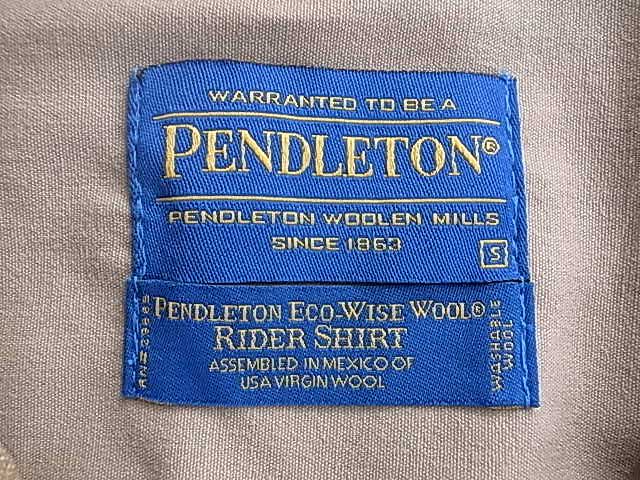 WARRANTED TO BE A
PENDLETON®
PENDLETON WOOLEN MILLS
SINCE 1863
S
PENDLETON ECO-WISE WOOL®
RIDER SHIRT
ASSEMBLED IN MEXICO OF
USA VIRGIN WOOL
WASHABLE
WOOL